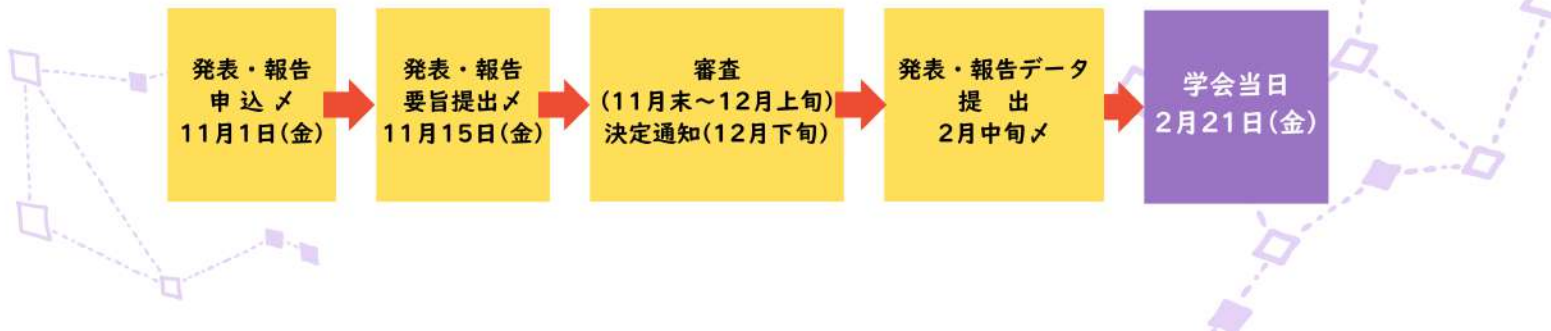 発表・報告
申 込 〆
11月1日(金)
発表・報告
要旨提出〆
11月15日(金)
審査
(11月末～12月上旬)
決定通知(12月下旬)
発表・報告データ
提　出
2月中旬〆
学会当日
2月21日(金)